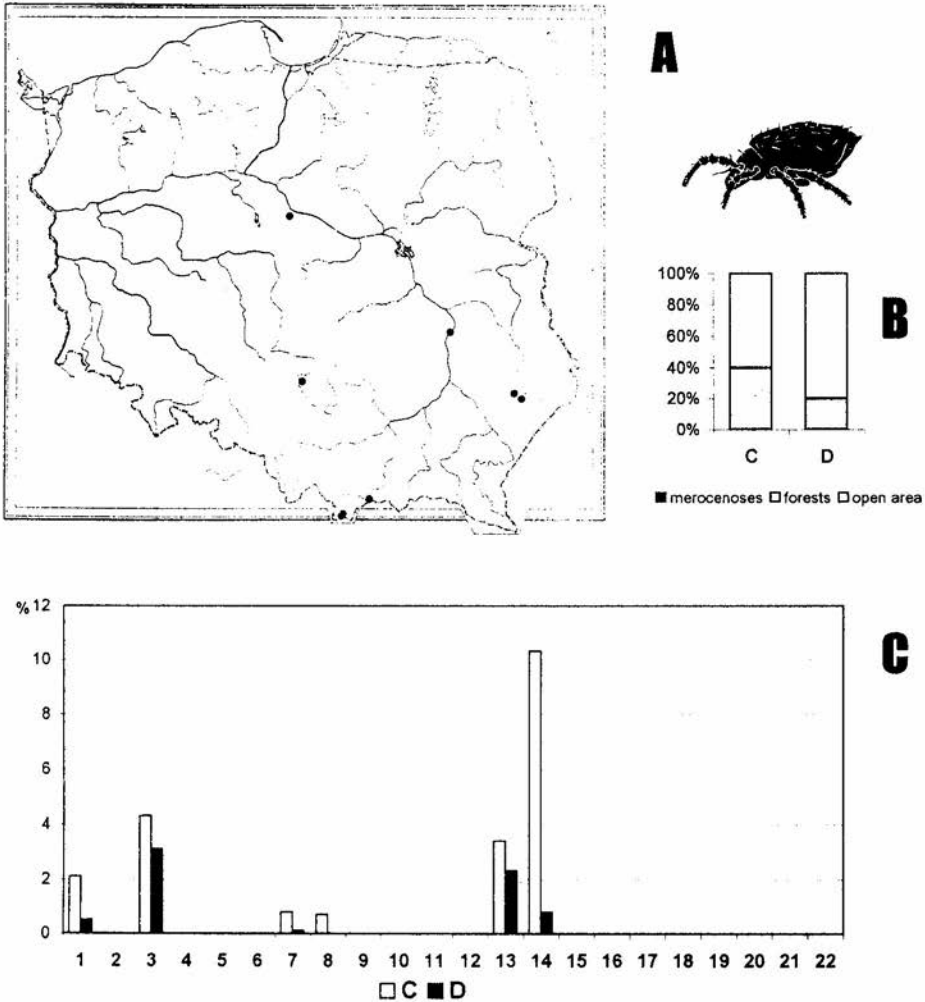 A
100%
80%
60%
40%
20%
0%
B
C D
■ merocenoses □ forests □ open area
% 12
10
8
6
4
2
0
C
1 2 3 4 5 6 7 8 9 10 11 12 13 14 15 16 17 18 19 20 21 22
□ C ■ D